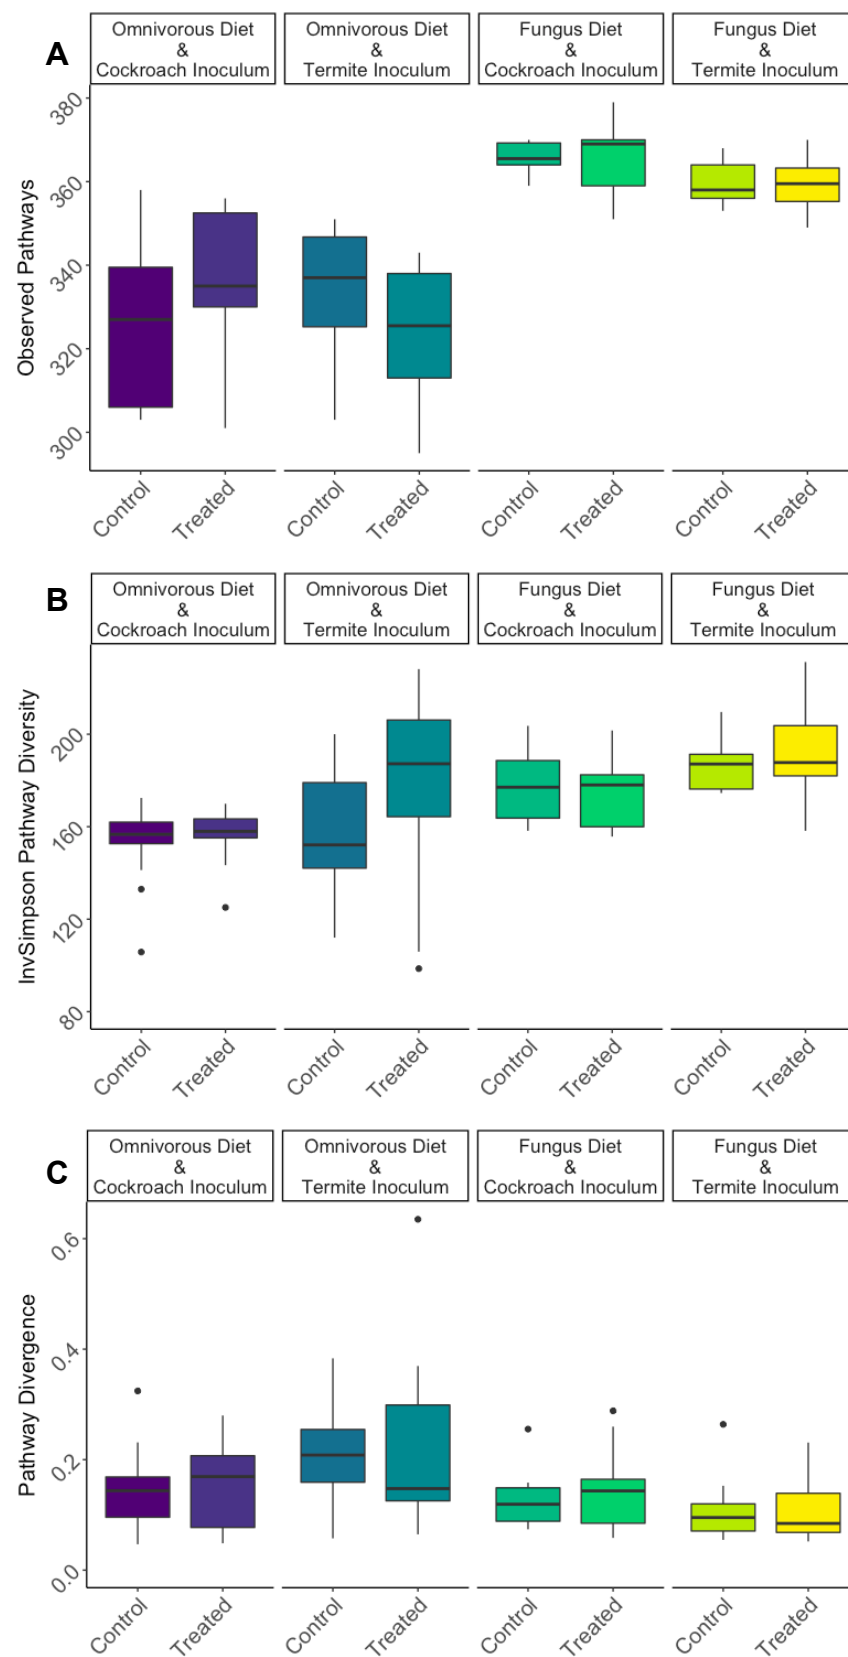 A
Omnivorous Diet
&
Cockroach Inoculum
Omnivorous Diet
&
Termite Inoculum
Fungus Diet
&
Cockroach Inoculum
Fungus Diet
&
Termite Inoculum
Observed Pathways
380
360
340
320
300
Control
Treated
Control
Treated
Control
Treated
Control
Treated
B
Omnivorous Diet
&
Cockroach Inoculum
Omnivorous Diet
&
Termite Inoculum
Fungus Diet
&
Cockroach Inoculum
Fungus Diet
&
Termite Inoculum
InvSimpson Pathway Diversity
200
160
120
80
Control
Treated
Control
Treated
Control
Treated
Control
Treated
C
Omnivorous Diet
&
Cockroach Inoculum
Omnivorous Diet
&
Termite Inoculum
Fungus Diet
&
Cockroach Inoculum
Fungus Diet
&
Termite Inoculum
Pathway Divergence
0.6
0.4
0.2
0.0
Control
Treated
Control
Treated
Control
Treated
Control
Treated